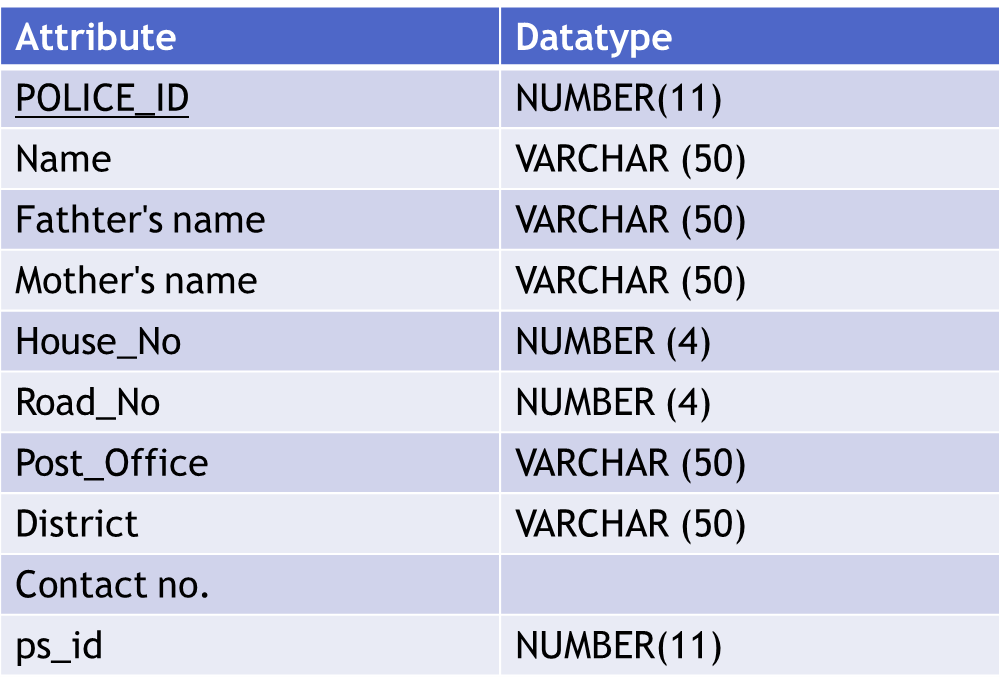 Attribute Datatype
POLICE_ID NUMBER(11)
Name VARCHAR (50)
Fathter's name VARCHAR (50)
Mother's name VARCHAR (50)
House_No NUMBER (4)
Road_No NUMBER (4)
Post_Office VARCHAR (50)
District VARCHAR (50)
Contact no.
ps_id NUMBER(11)